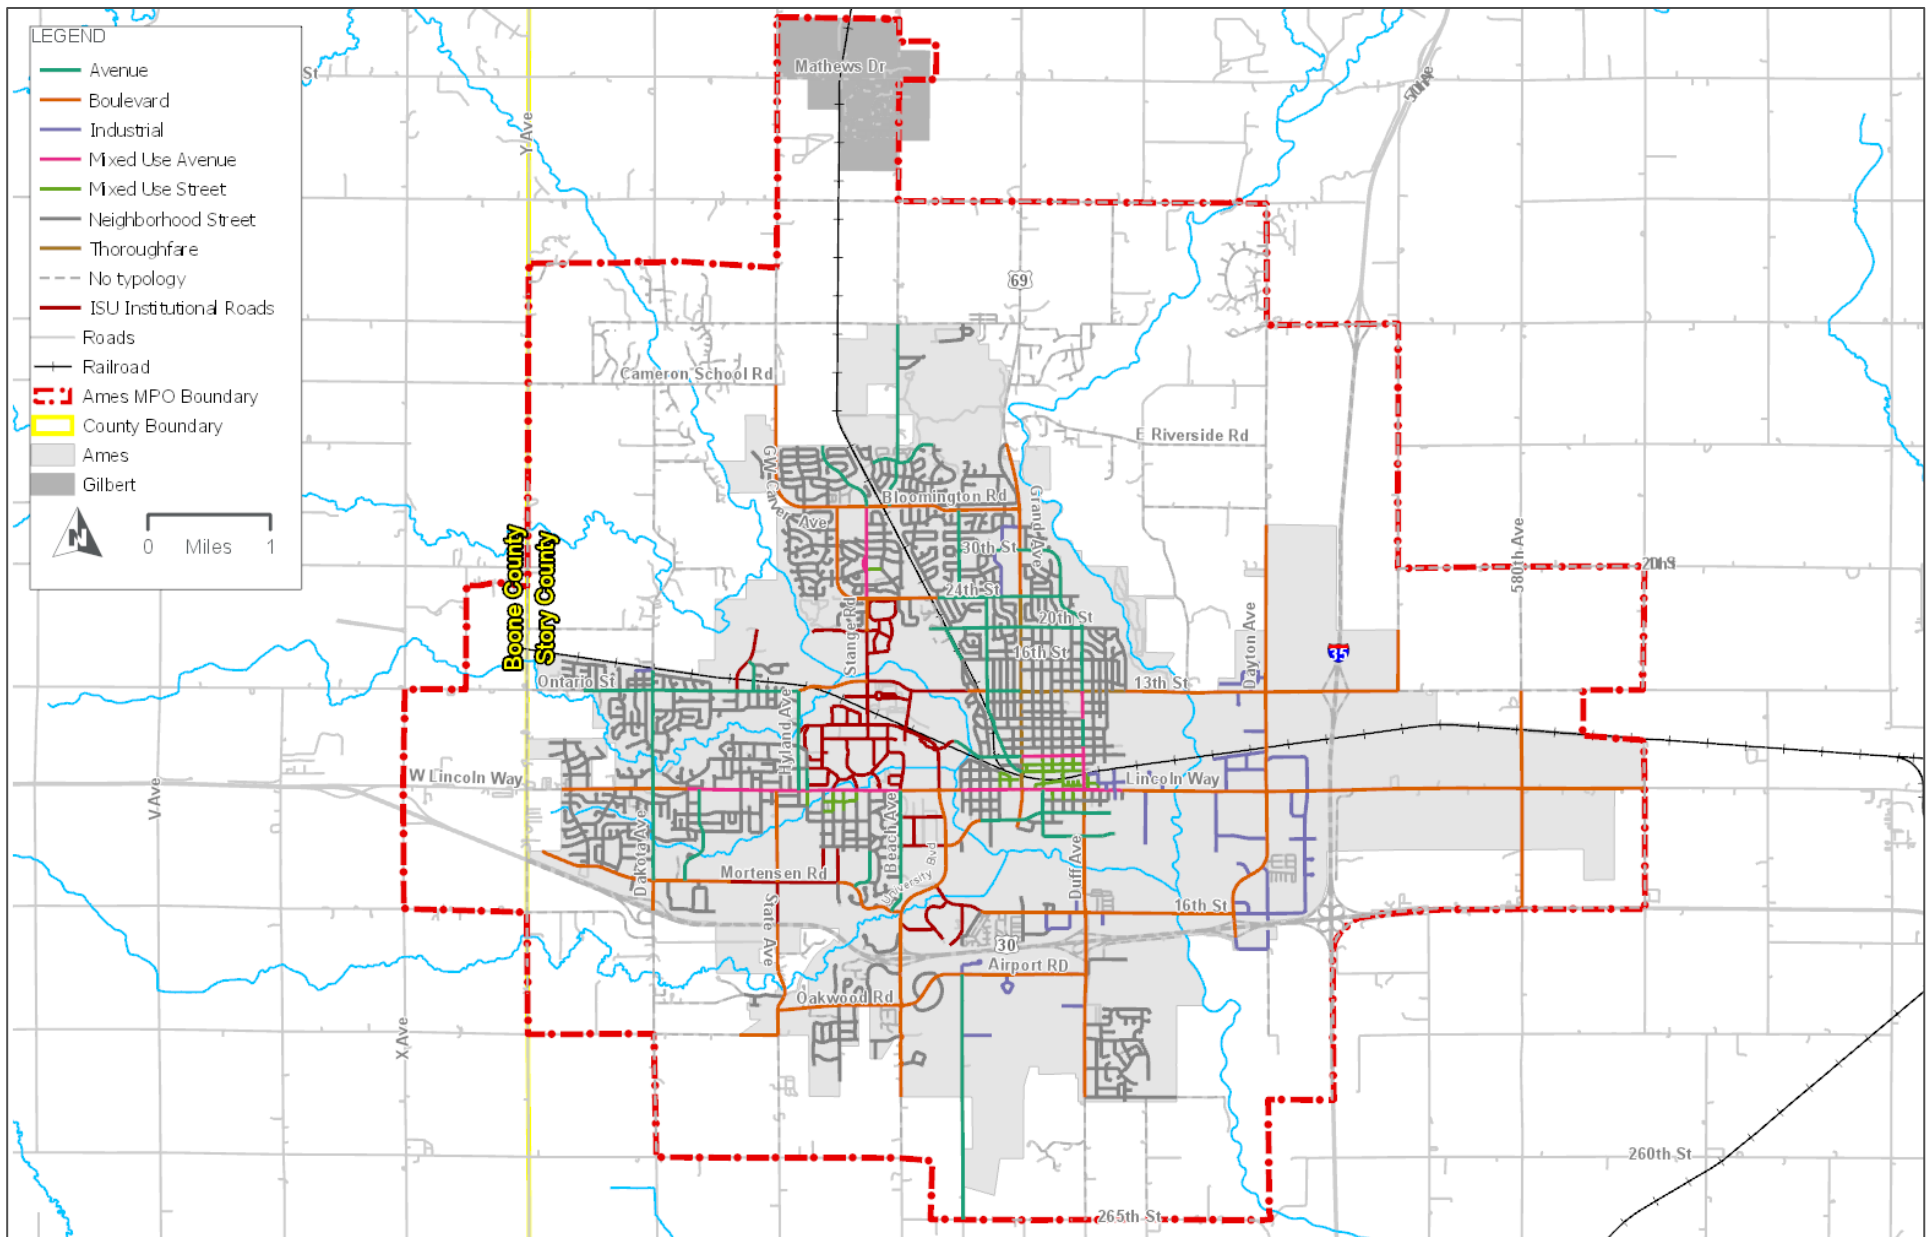 LEGEND
Avenue
Boulevard
Industrial
Mixed Use Avenue
Mixed Use Street
Neighborhood Street
Thoroughfare
No typology
ISU Institutional Roads
Roads
Railroad
Ames MPO Boundary
County Boundary
Ames
Gilbert
N
0 Miles 1
St
Y Ave
Mathews Dr
69
Cameron School Rd
E Riverside Rd
GW Carver Ave
Bloomington Rd
Grand Ave
30th St
24th St
20th St
16th St
Stange Rd
580th Ave
Boone County
Story County
Dayton Ave
35
Ontario St
13th St
Hyland Ave
W Lincoln Way
Lincoln Way
V Ave
Dakota Ave
Beach Ave
University Blvd
Duff Ave
Mortensen Rd
State Ave
16th St
30
Airport RD
Oakwood Rd
X Ave
260th St
265th St